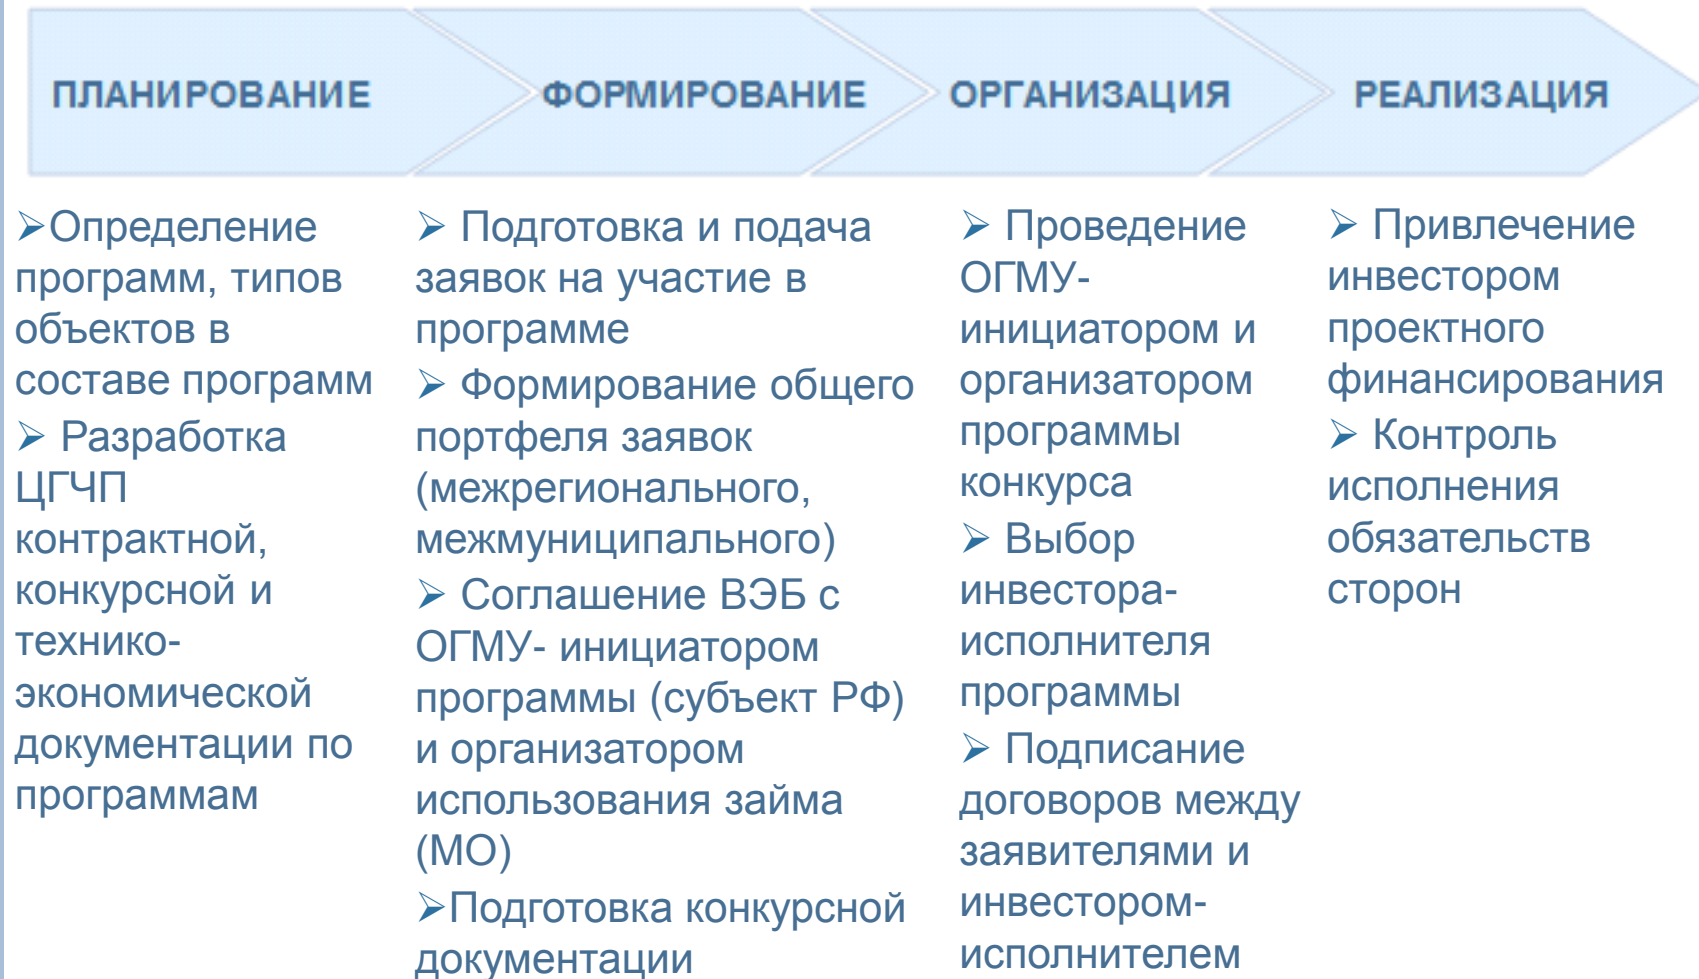 ПЛАНИРОВАНИЕ
ФОРМИРОВАНИЕ
ОРГАНИЗАЦИЯ
РЕАЛИЗАЦИЯ
➢Определение
программ, типов
объектов в
составе программ
➢ Разработка
ЦГЧП
контрактной,
конкурсной и
технико-
экономической
документации по
программам
➢ Подготовка и подача
заявок на участие в
программе
➢ Формирование общего
портфеля заявок
(межрегионального,
межмуниципального)
➢ Соглашение ВЭБ с
ОГМУ- инициатором
программы (субъект РФ)
и организатором
использования займа
(МО)
➢Подготовка конкурсной
документации
➢ Проведение
ОГМУ-
инициатором и
организатором
программы
конкурса
➢ Выбор
инвестора-
исполнителя
программы
➢ Подписание
договоров между
заявителями и
инвестором-
исполнителем
➢ Привлечение
инвестором
проектного
финансирования
➢ Контроль
исполнения
обязательств
сторон